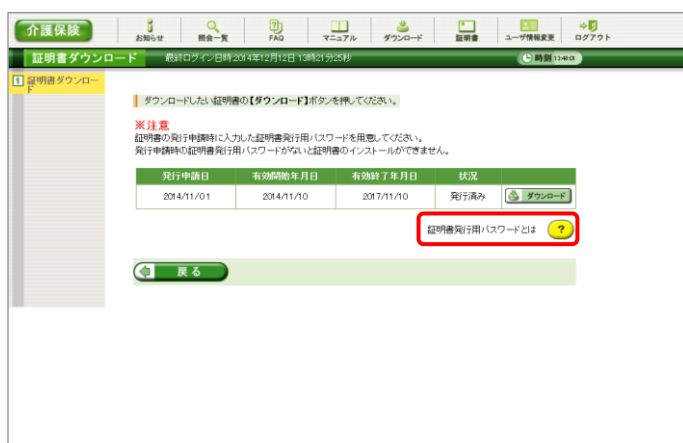 介護保険
お知らせ 照会一覧 FAQ マニュアル ダウンロード 証明書 ユーザ情報変更 ログアウト
証明書ダウンロード 最終ログイン日時:2014年12月12日 13時21分25秒 時刻
1 証明書ダウンロー
ド
ダウンロードしたい証明書の【ダウンロード】ボタンを押してください。
※注意
証明書の発行申請時に入力した証明書発行用パスワードを用意してください。
発行申請時の証明書発行用パスワードがないと証明書のインストールができません。
発行申請日 有効開始年月日 有効終了年月日 状況
2014/11/01 2014/11/10 2017/11/10 発行済み ダウンロード
証明書発行用パスワードとは ?
戻る